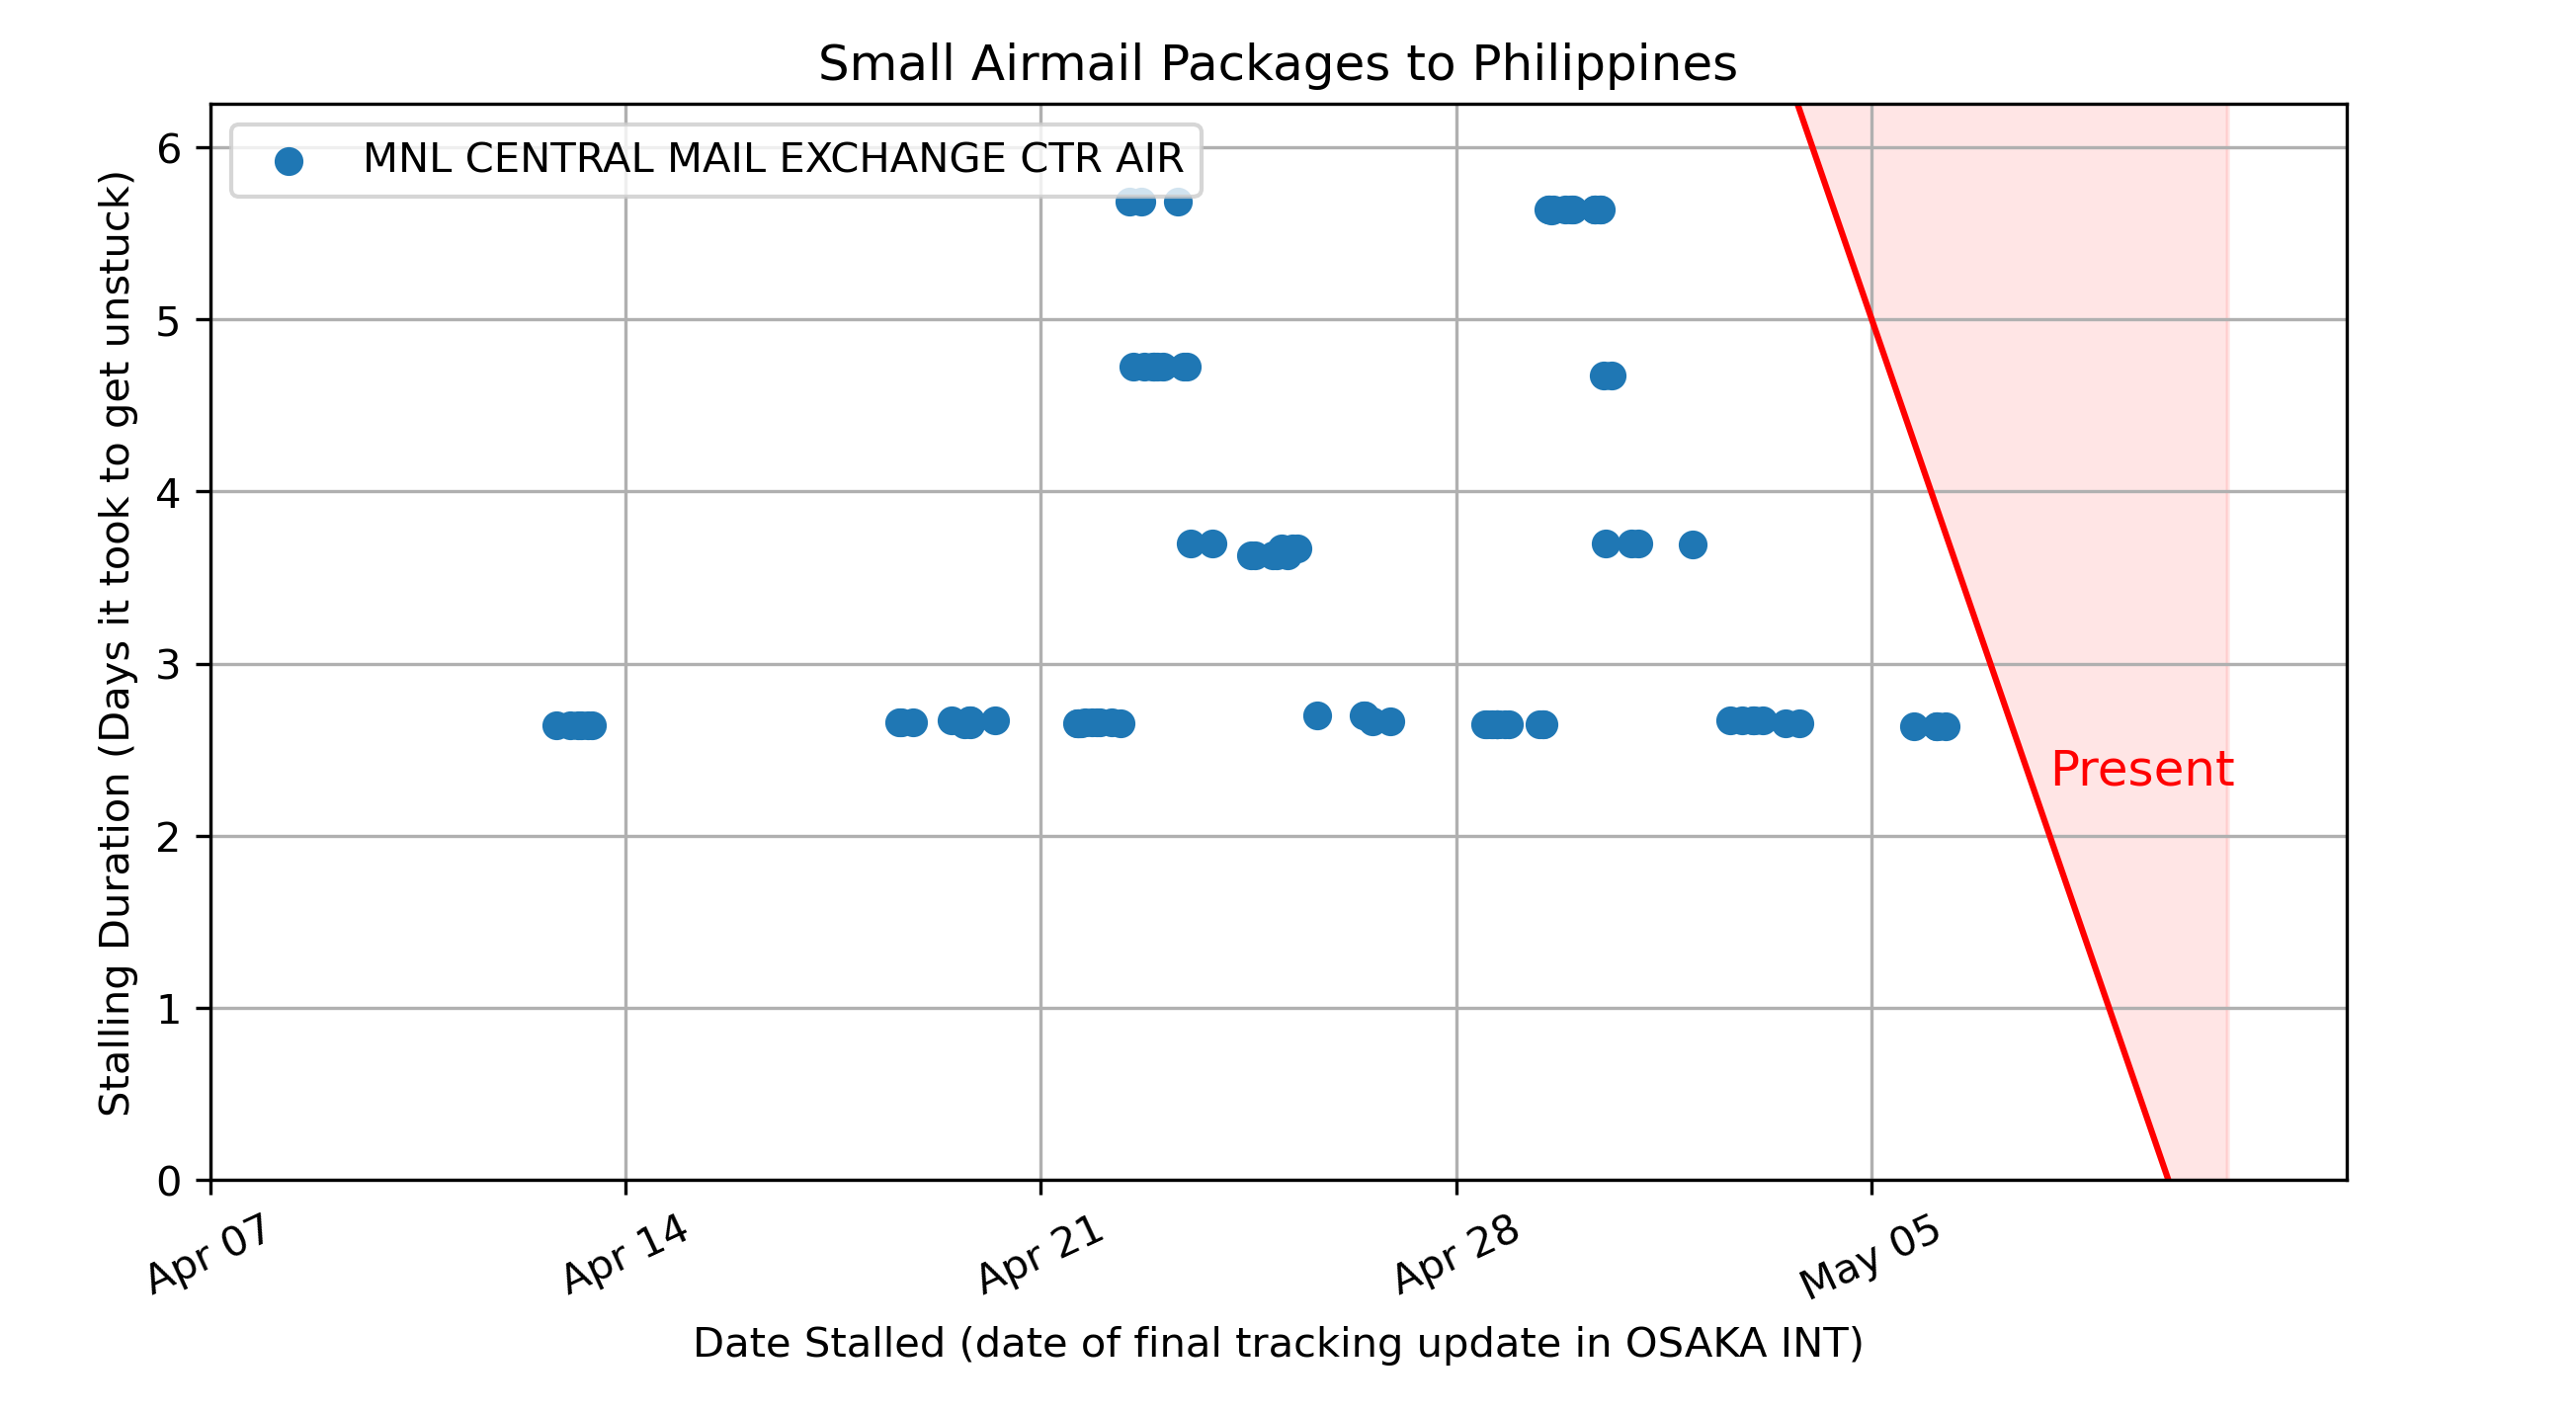 Small Airmail Packages to Philippines
MNL CENTRAL MAIL EXCHANGE CTR AIR
Stalling Duration (Days it took to get unstuck)
6
5
4
3
2
1
0
Present
Apr 07
Apr 14
Apr 21
Apr 28
May 05
Date Stalled (date of final tracking update in OSAKA INT)